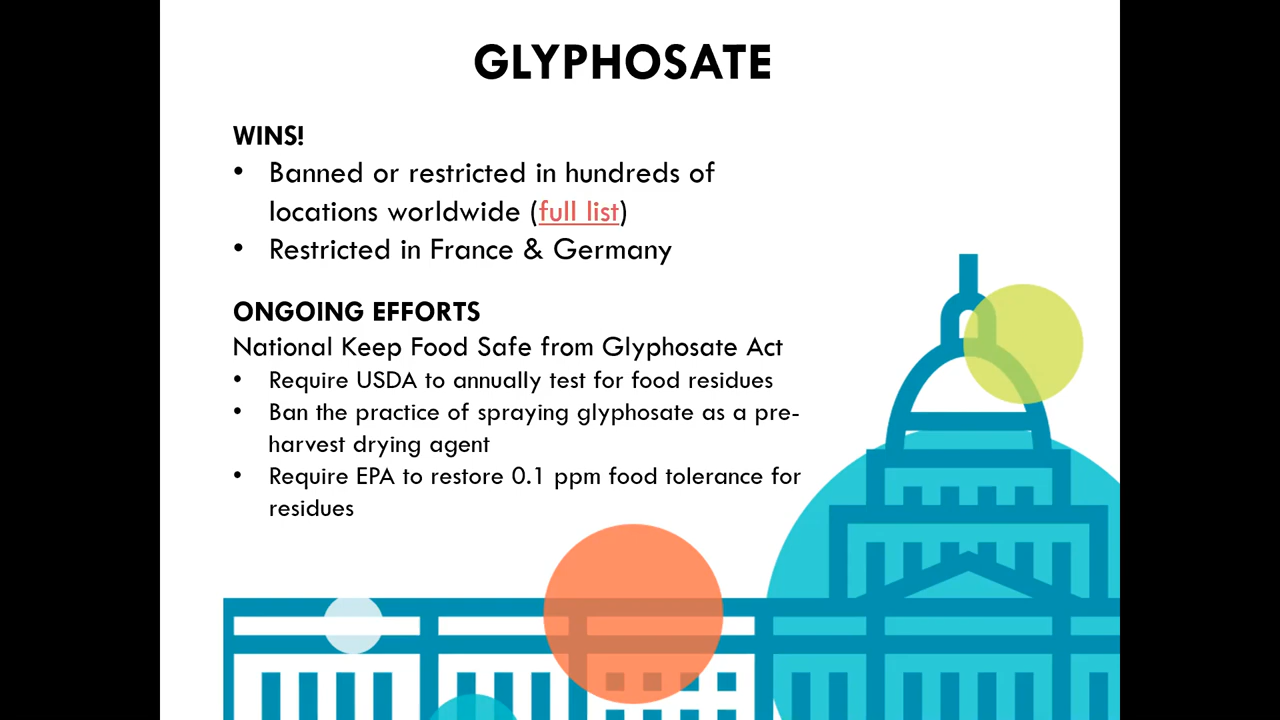 GLYPHOSATE
WINS!
• Banned or restricted in hundreds of
locations worldwide (full list)
• Restricted in France & Germany
ONGOING EFFORTS
National Keep Food Safe from Glyphosate Act
• Require USDA to annually test for food residues
• Ban the practice of spraying glyphosate as a pre-
harvest drying agent
• Require EPA to restore 0.1 ppm food tolerance for
residues